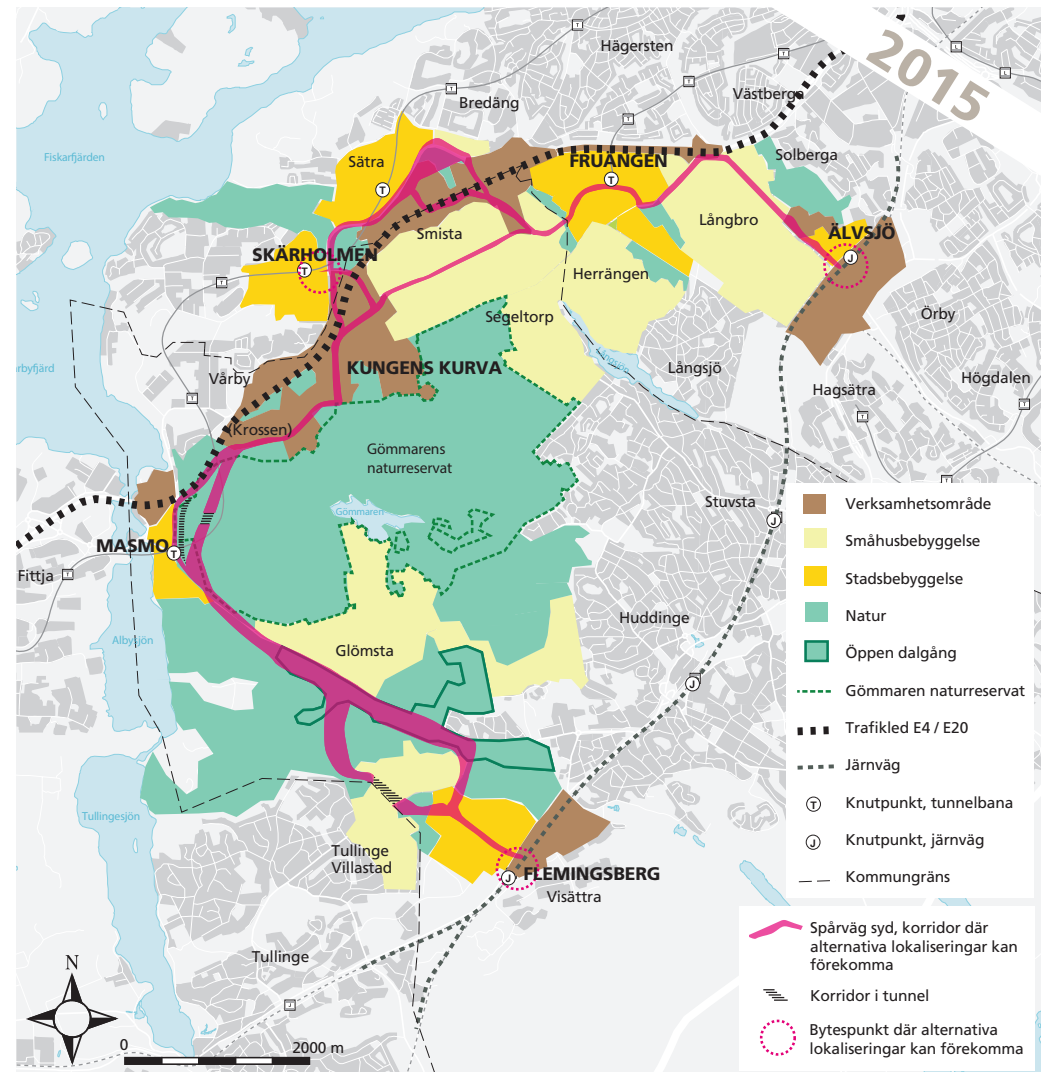 2015
Hägersten
Västberga
Bredäng
Solberga
Fiskarfjärden
Sätra
FRUÄNGEN
T
T
Långbro
Smista
ÄLVSJÖ
SKÄRHOLMEN
T
J
Herrängen
Segeltorp
Örby
Långsjön
KUNGENS KURVA
Långsjö
Vårby
Högdalen
Hagsätra
(Krossen)
Gömmarens
naturreservat
Gömmaren
Stuvsta
J
MASMO
T
Fittja
Huddinge
Albysjön
Glömsta
J
Tullingesjön
Tullinge
Villastad
FLEMINGSBERG
J
Visättra
Tullinge
J
N
0
2000 m
Verksamhetsområde
Småhusbebyggelse
Stadsbebyggelse
Natur
Öppen dalgång
Gömmaren naturreservat
Trafikled E4 / E20
Järnväg
T Knutpunkt, tunnelbana
J Knutpunkt, järnväg
Kommungräns
Spårväg syd, korridor där
alternativa lokaliseringar kan
förekomma
Korridor i tunnel
Bytespunkt där alternativa
lokaliseringar kan förekomma